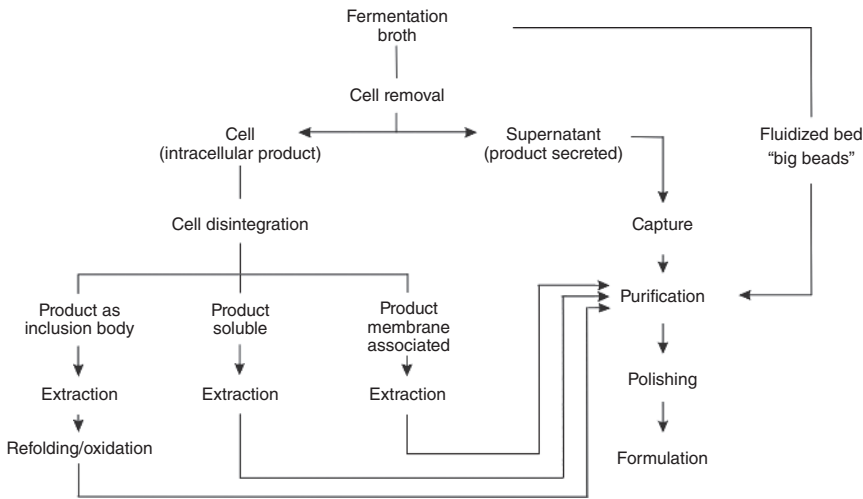 Fermentation
broth
Cell removal
Cell
(intracellular product)
Supernatant
(product secreted)
Fluidized bed
“big beads”
Cell disintegration
Capture
Product as
inclusion body
Product
soluble
Product
membrane
associated
Purification
Extraction
Extraction
Extraction
Polishing
Refolding/oxidation
Formulation